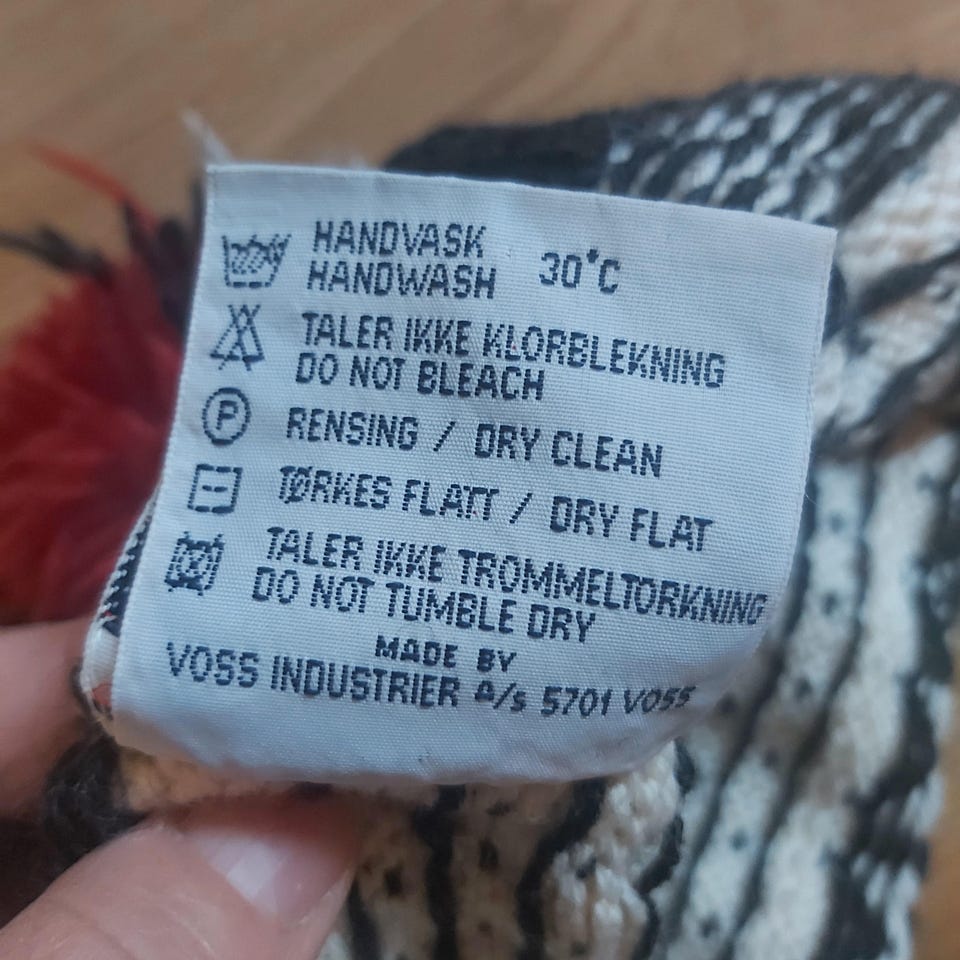 HANDVASK
HANDWASH 30°C
TALER IKKE KLORBLEKNING
DO NOT BLEACH
P RENSING / DRY CLEAN
TØRKES FLATT / DRY FLAT
TALER IKKE TROMMELTORKNING
DO NOT TUMBLE DRY
MADE BY
VOSS INDUSTRIER A/s 5701 VOSS